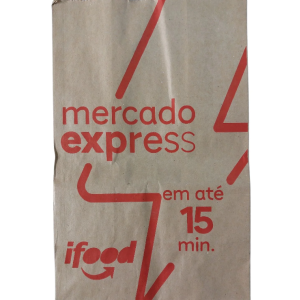 mercado
express
em até
15
min.
ifood